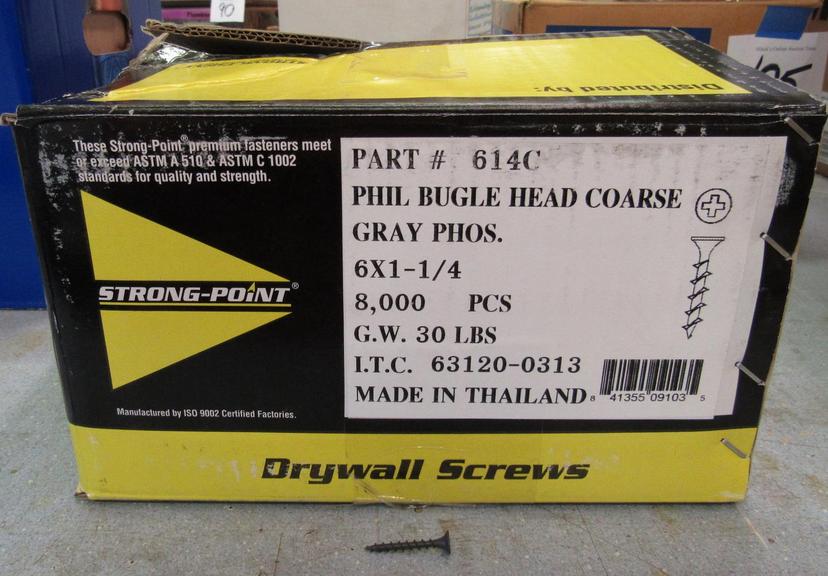 90
Distributed by:
These Strong-Point® premium fasteners meet
or exceed ASTM A 510 & ASTM C 1002
standards for quality and strength.
STRONG-POINT®
Manufactured by ISO 9002 Certified Factories.
PART # 614C
PHIL BUGLE HEAD COARSE
GRAY PHOS.
6X1-1/4
8,000 PCS
G.W. 30 LBS
I.T.C. 63120-0313
MADE IN THAILAND
8 41355 09103 5
Drywall Screws